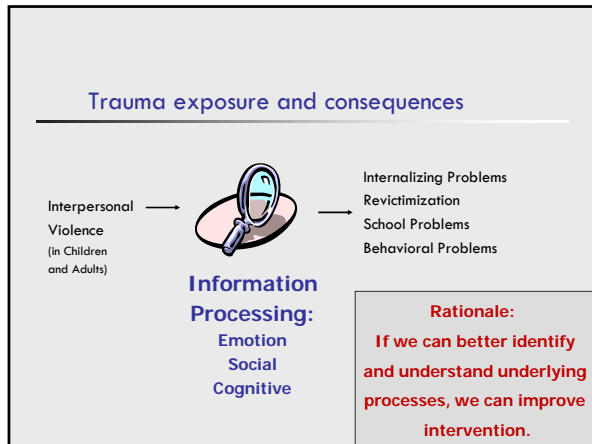 Trauma exposure and consequences
Interpersonal
Violence
(in Children
and Adults)
Information
Processing:
Emotion
Social
Cognitive
Internalizing Problems
Revictimization
School Problems
Behavioral Problems
Rationale:
If we can better identify
and understand underlying
processes, we can improve
intervention.